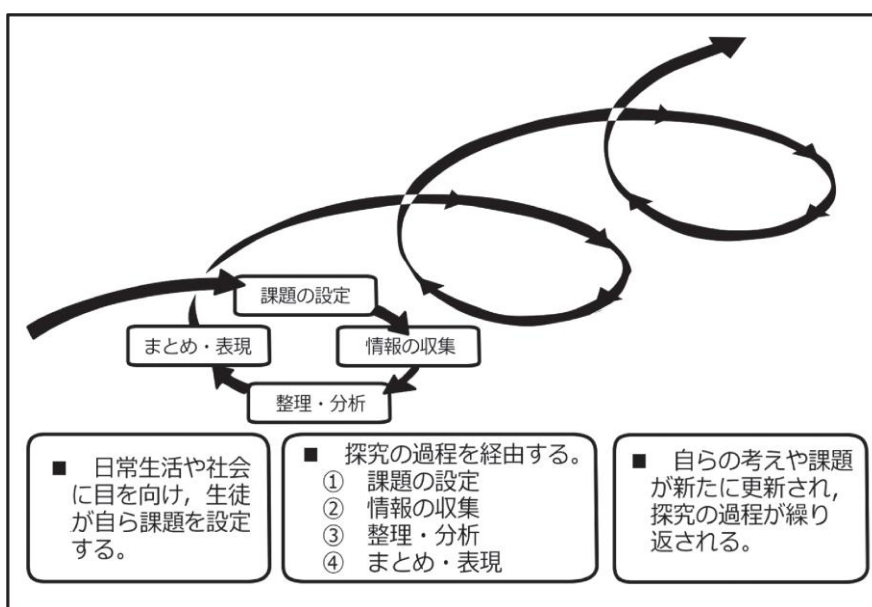 課題の設定
まとめ・表現
情報の収集
整理・分析
■ 日常生活や社会
に目を向け，生徒
が自ら課題を設定
する。
■ 探究の過程を経由する。
① 課題の設定
② 情報の収集
③ 整理・分析
④ まとめ・表現
■ 自らの考えや課題
が新たに更新され，
探究の過程が繰り
返される。